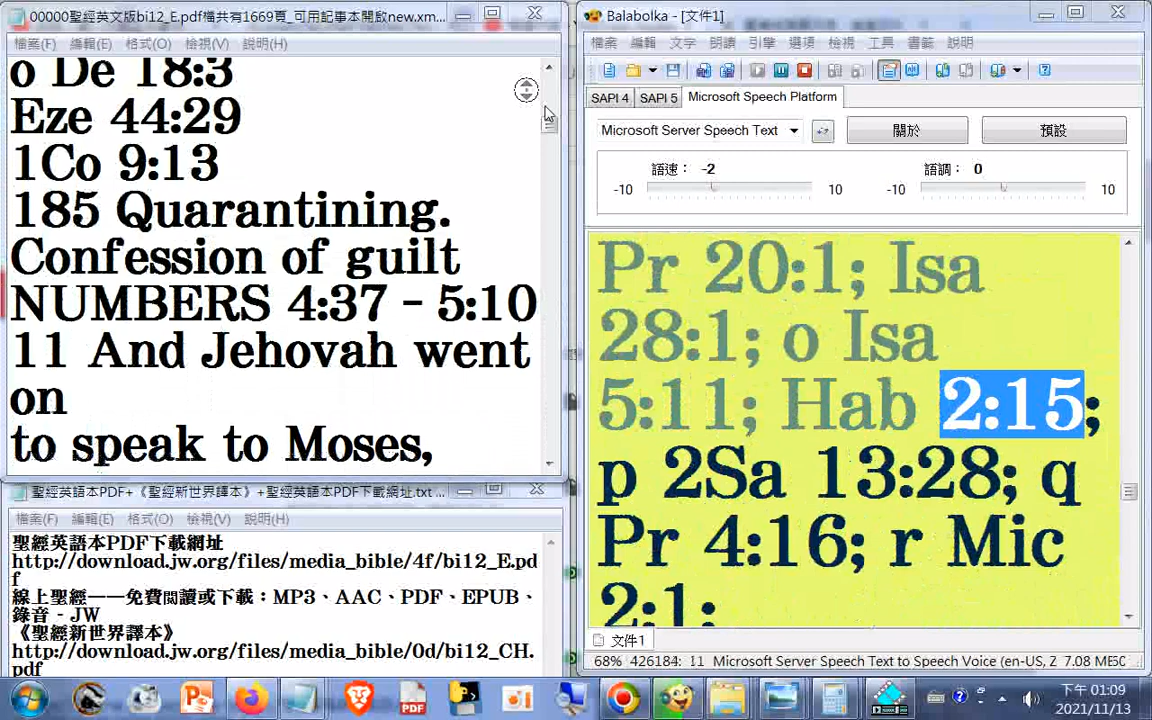 00000聖經英文版bi12_E.pdf檔共有1669頁_可用記事本開啟new.xm...
檔案(F) 編輯(E) 格式(O) 檢視(V) 說明(H)
o De 18:3
Eze 44:29
1Co 9:13
185 Quarantining.
Confession of guilt
NUMBERS 4:37 – 5:10
11 And Jehovah went
on
to speak to Moses,
聖經英語本PDF+《聖經新世界譯本》+聖經英語本PDF下載網址.txt ...
檔案(F) 編輯(E) 格式(O) 檢視(V) 說明(H)
聖經英語本PDF下載網址
http://download.jw.org/files/media_bible/4f/bi12_E.pd
f
線上聖經——免費閱讀或下載：MP3、AAC、PDF、EPUB、
錄音 - JW
《聖經新世界譯本》
http://download.jw.org/files/media_bible/0d/bi12_CH.
pdf
Balabolka - [文件1]
檔案 編輯 文字 朗讀 引擎 選項 檢視 工具 書籤 說明
SAPI 4 SAPI 5 Microsoft Speech Platform
Microsoft Server Speech Text 關於 預設
語速： -2 語調： 0
-10 10 -10 10
Pr 20:1; Isa
28:1; o Isa
5:11; Hab 2:15;
p 2Sa 13:28; q
Pr 4:16; r Mic
2:1;
文件1
68% 426184: 11 Microsoft Server Speech Text to Speech Voice (en-US, Z 7.08 ME
PDF
下午 01:09
2021/11/13